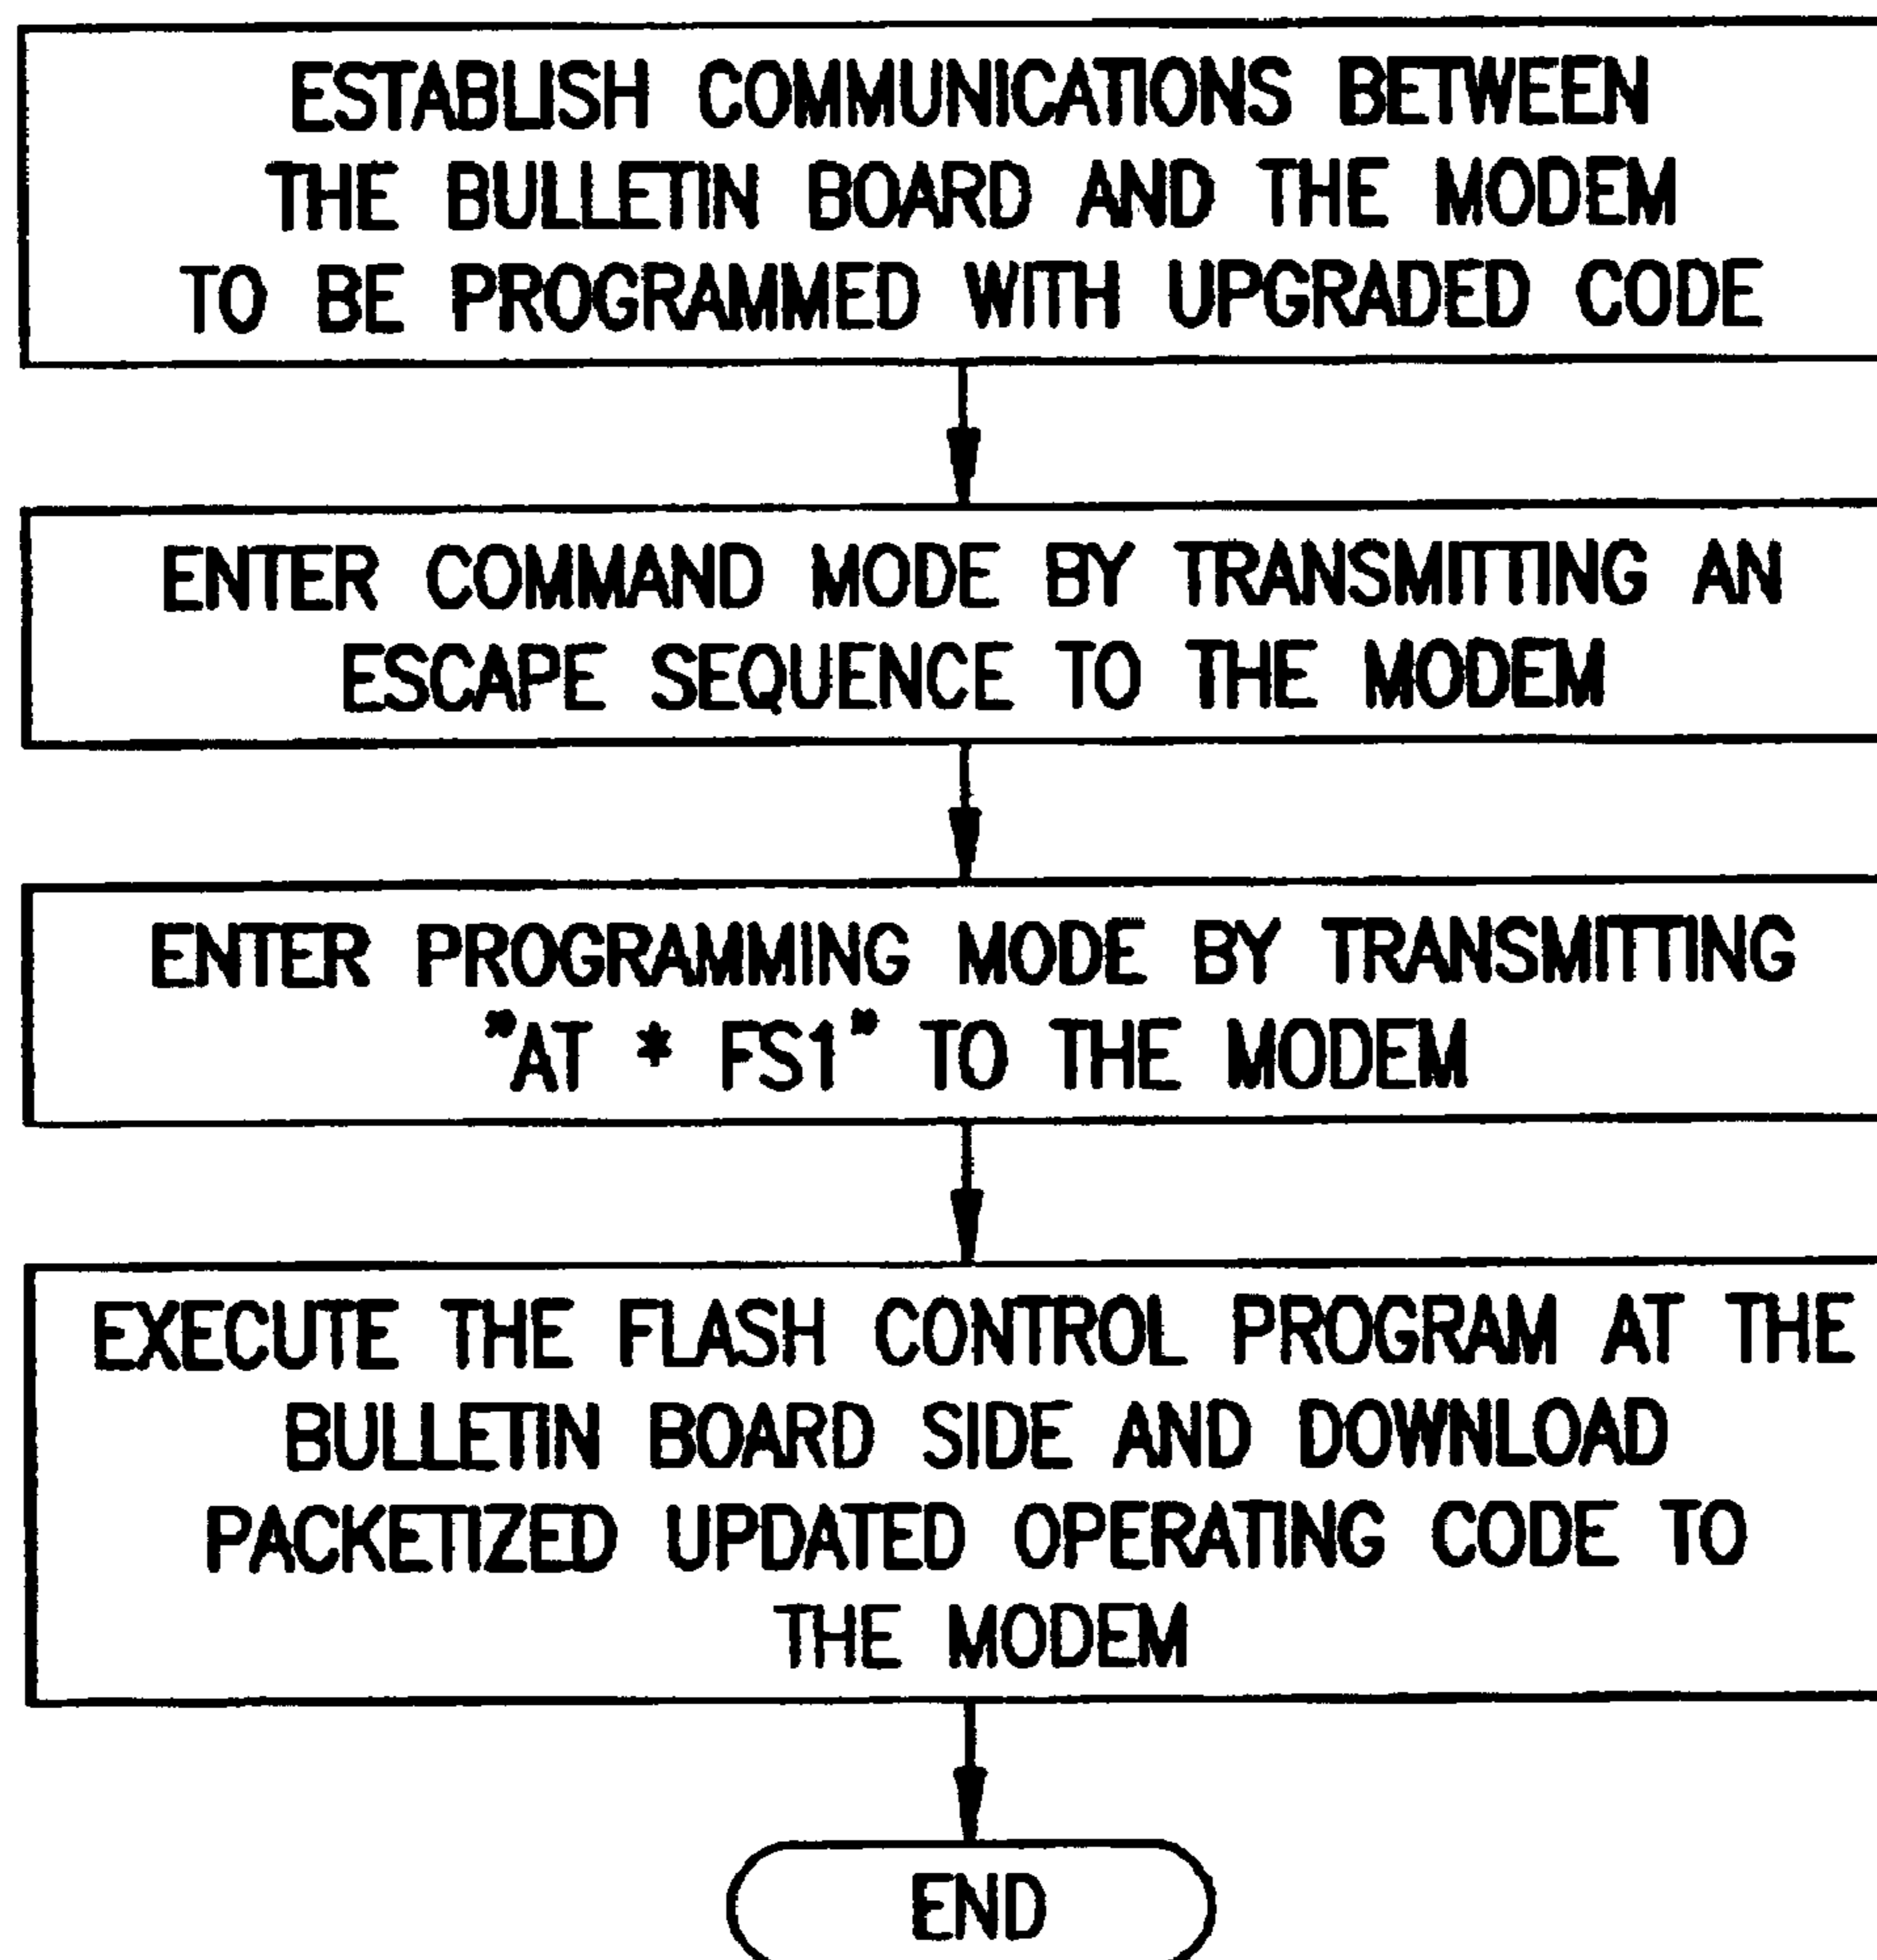 ESTABLISH COMMUNICATIONS BETWEEN
THE BULLETIN BOARD AND THE MODEM
TO BE PROGRAMMED WITH UPGRADED CODE
ENTER COMMAND MODE BY TRANSMITTING AN
ESCAPE SEQUENCE TO THE MODEM
ENTER PROGRAMMING MODE BY TRANSMITTING
"AT * FS1" TO THE MODEM
EXECUTE THE FLASH CONTROL PROGRAM AT THE
BULLETIN BOARD SIDE AND DOWNLOAD
PACKETIZED UPDATED OPERATING CODE TO
THE MODEM
END